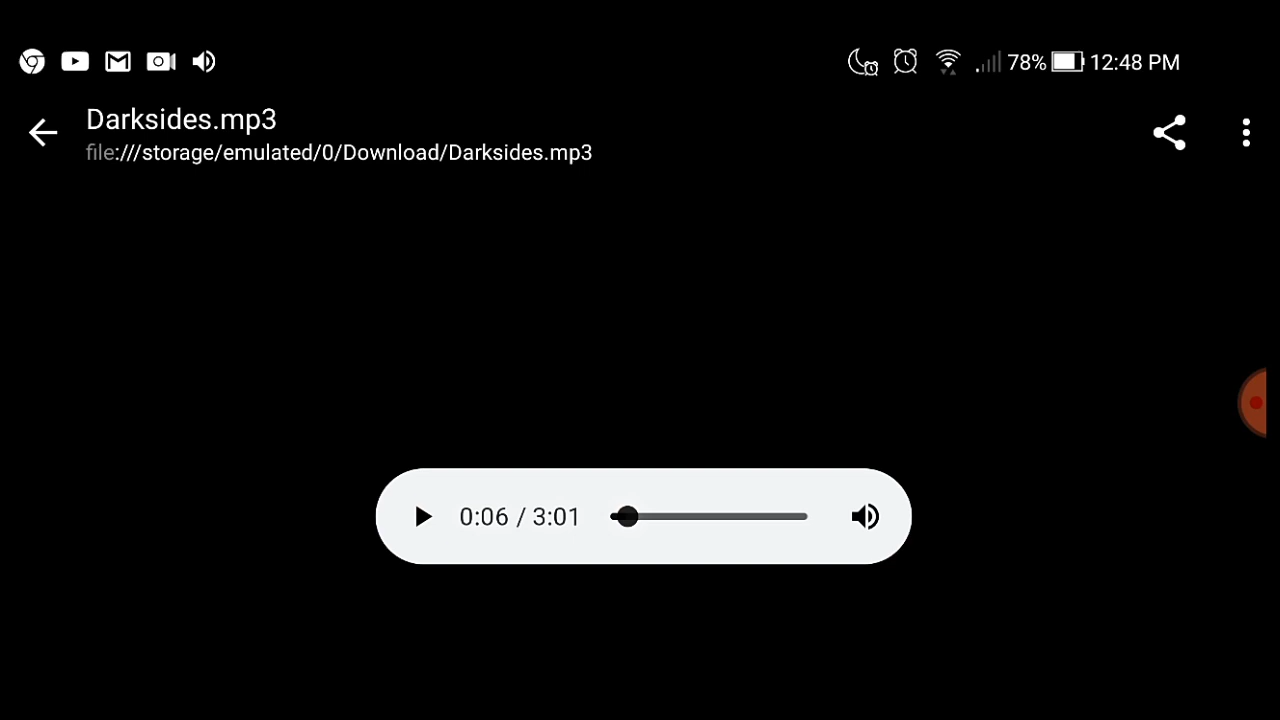 78% 12:48 PM
Darksides.mp3
file:///storage/emulated/0/Download/Darksides.mp3
0:06 / 3:01